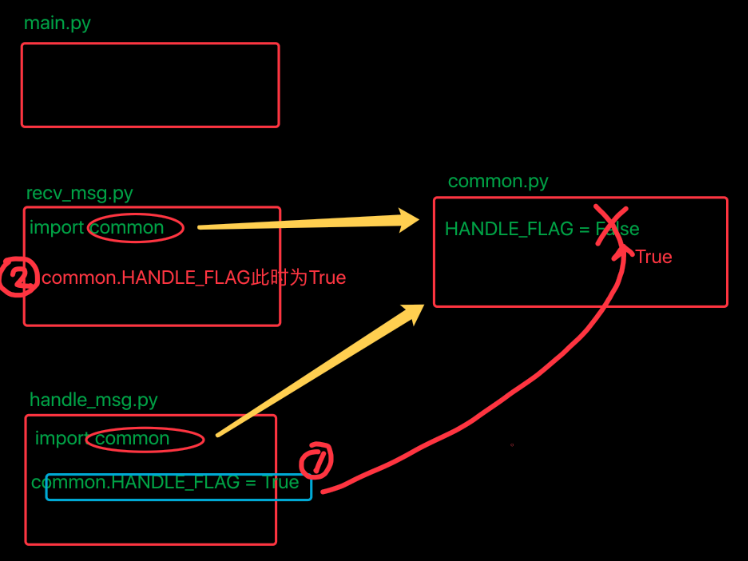 main.py
recv_msg.py
import common
② common.HANDLE_FLAG此时为True
common.py
HANDLE_FLAG = False
True
handle_msg.py
import common
①
common.HANDLE_FLAG = True